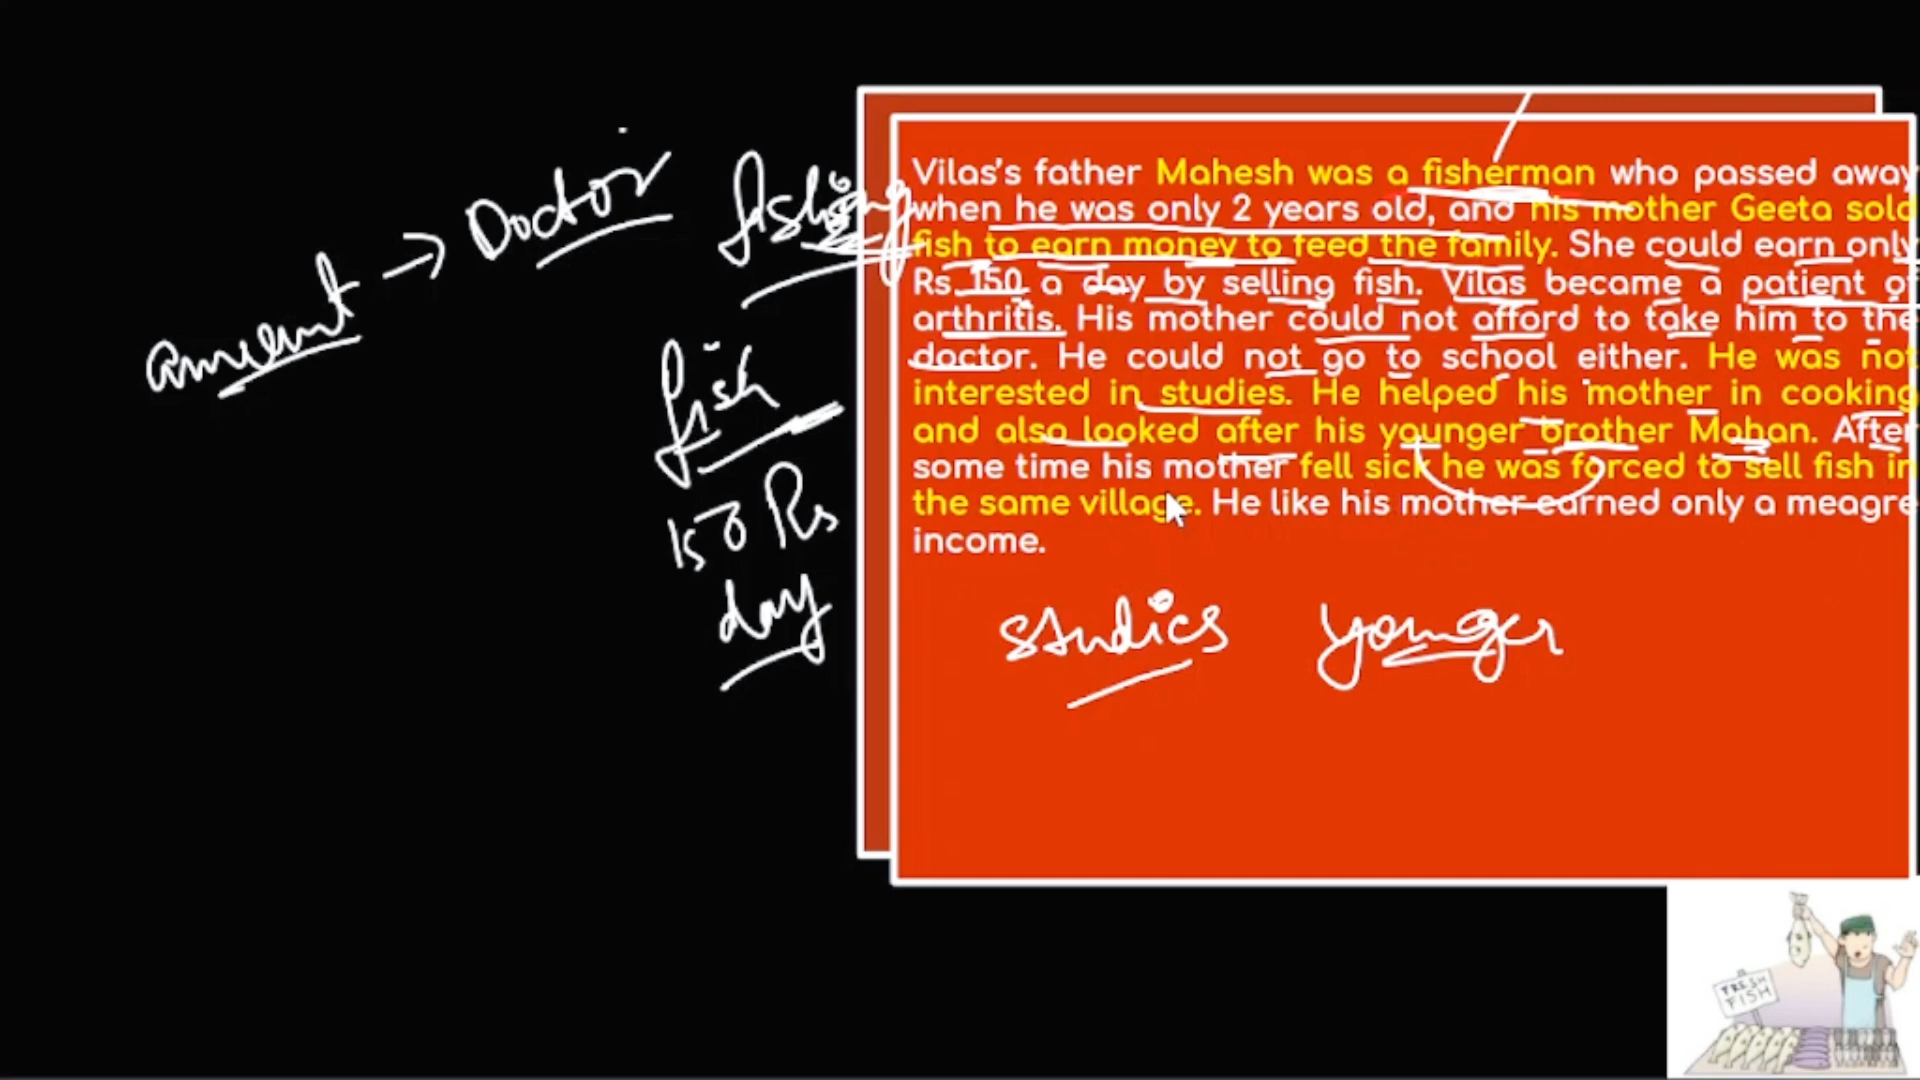 amount → Doctor
fishing
fish
150 Rs
day
Vilas's father Mahesh was a fisherman who passed away
when he was only 2 years old, and his mother Geeta sold
fish to earn money to feed the family. She could earn only
Rs 150 a day by selling fish. Vilas became a patient of
arthritis. His mother could not afford to take him to the
doctor. He could not go to school either. He was not
interested in studies. He helped his mother in cooking
and also looked after his younger brother Mohan. After
some time his mother fell sick he was forced to sell fish in
the same village. He like his mother earned only a meagre
income.
studies younger
FRESH
FISH